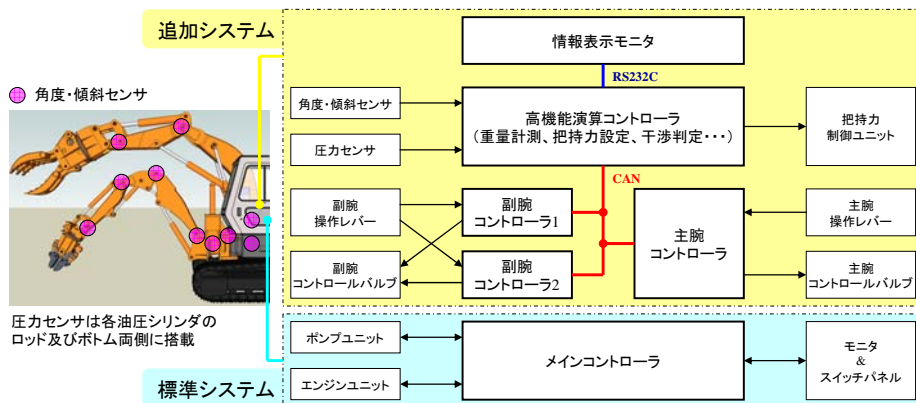 追加システム
角度・傾斜センサ
圧力センサは各油圧シリンダの
ロッド及びボトム両側に搭載
標準システム
情報表示モニタ
RS232C
角度・傾斜センサ
圧力センサ
高機能演算コントローラ
（重量計測、把持力設定、干渉判定・・・）
把持力
制御ユニット
CAN
副腕
操作レバー
副腕
コントロールバルブ
副腕
コントローラ1
副腕
コントローラ2
主腕
コントローラ
主腕
操作レバー
主腕
コントロールバルブ
ポンプユニット
エンジンユニット
メインコントローラ
モニタ
&
スイッチパネル